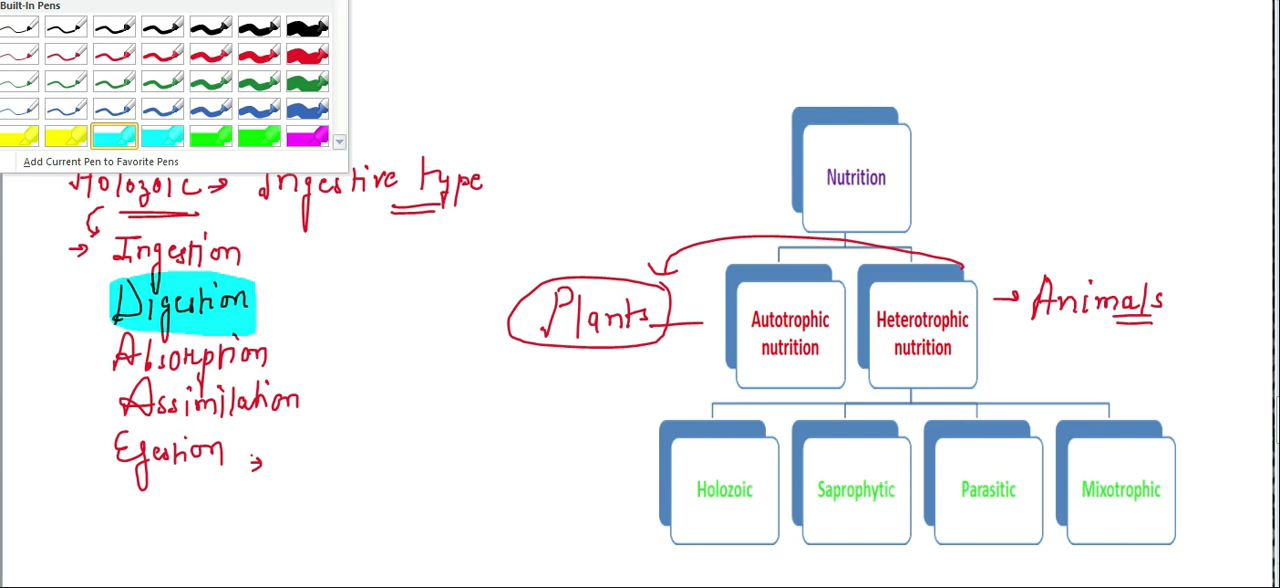 Built-In Pens
Add Current Pen to Favorite Pens
Holozoic → Ingestive type
→ Ingestion
Digestion
Absorption
Assimilation
Egestion →
Nutrition
Plants
Autotrophic
nutrition
Heterotrophic
nutrition
→ Animals
Holozoic
Saprophytic
Parasitic
Mixotrophic